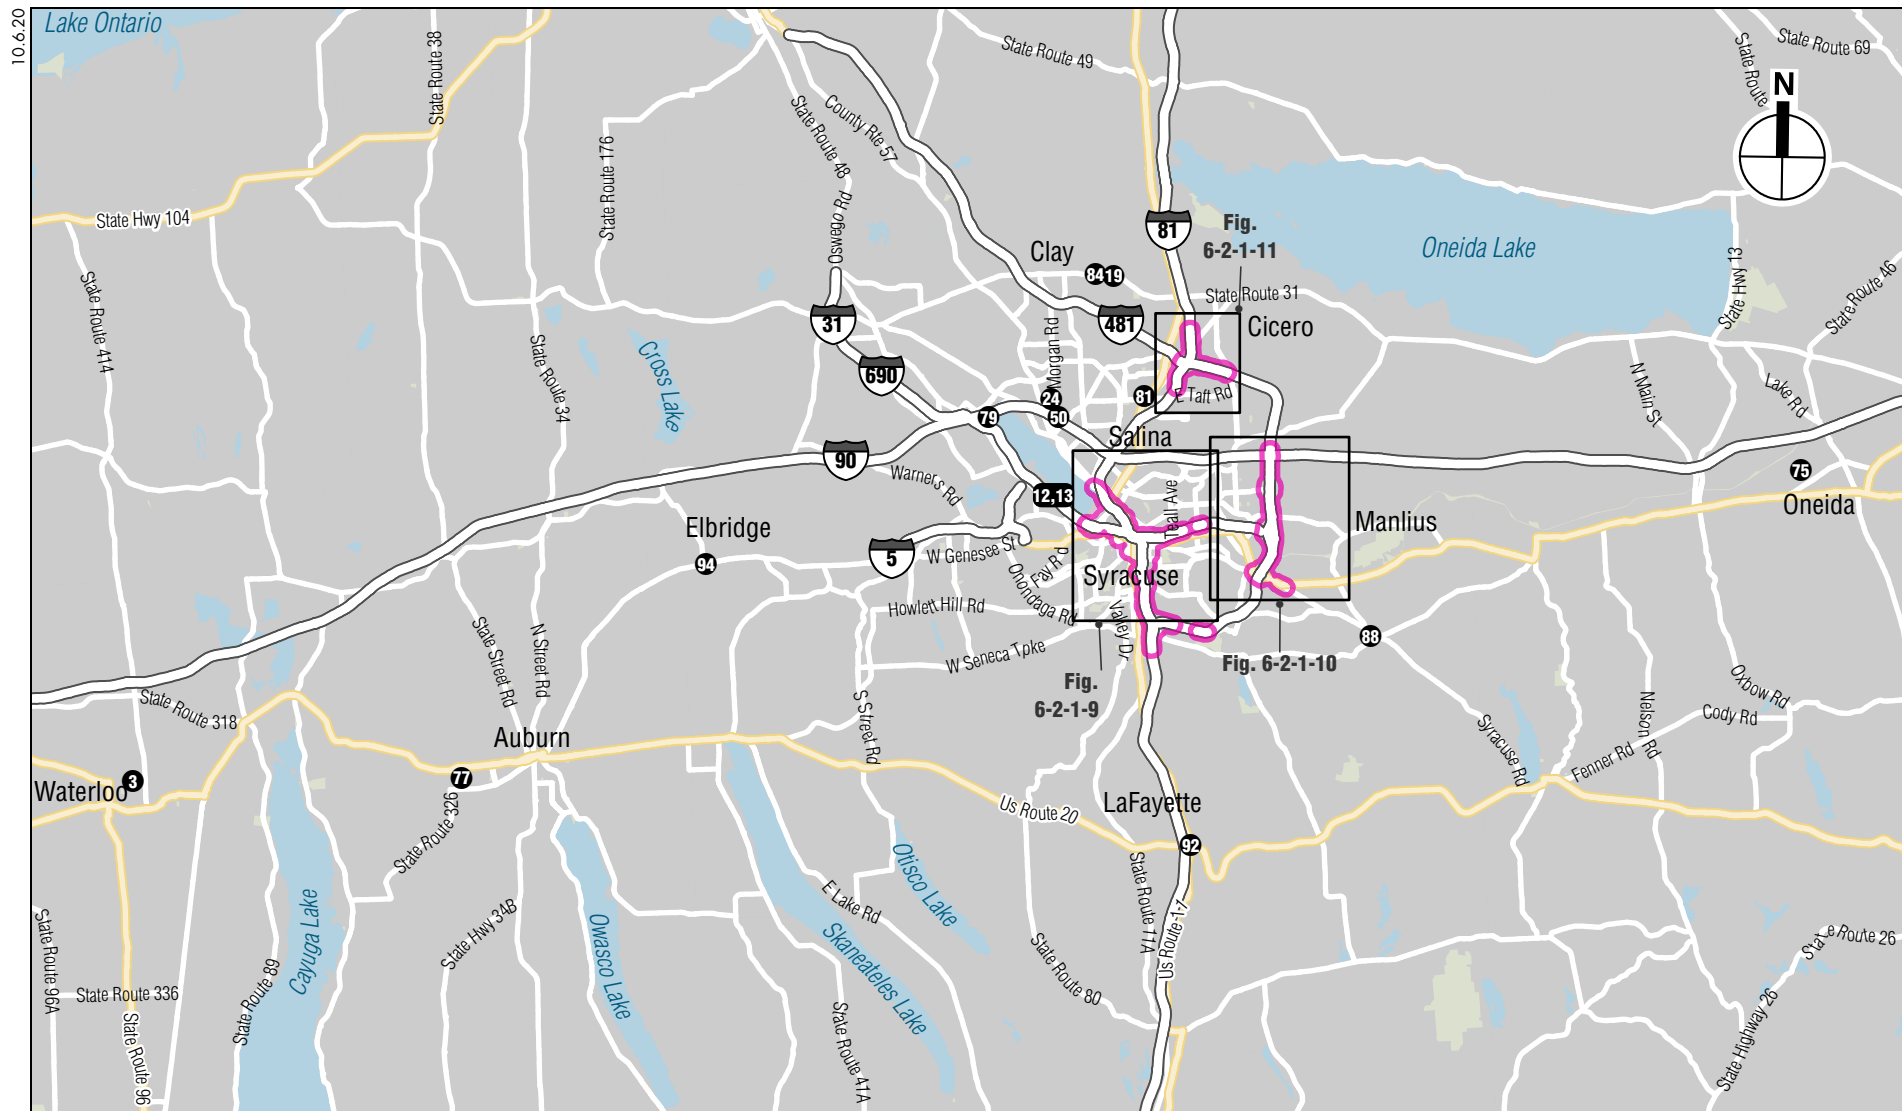 10.6.20
Lake Ontario
State Route 38
State Route 49
State Route 69
State Route
N
State Route 48
County Rte 57
State Route 176
State Hwy 104
Oswego Rd
81
Fig.
6-2-1-11
Oneida Lake
Clay
84
19
State Route 31
State Hwy 13
State Route 46
State Route 414
31
481
Cicero
State Route 34
Cross Lake
690
Morgan Rd
24
81
E Taft Rd
N Main St
Lake Rd
79
50
Salina
90
Warners Rd
12,13
Teall Ave
75
Oneida
Elbridge
94
5
W Genesee St
Fay Rd
Manlius
Syracuse
Onondaga Rd
Howlett Hill Rd
Valley Dr
88
State Street Rd
N Street Rd
W Seneca Tpke
Fig. 6-2-1-10
Fig.
6-2-1-9
State Route 318
S Street Rd
Oxbow Rd
Cody Rd
Nelson Rd
Syracuse Rd
Fenner Rd
Auburn
77
Waterloo
3
State Route 326
Us Route 20
LaFayette
92
State Route 11A
Otisco Lake
E Lake Rd
Skaneateles Lake
Owasco Lake
Cayuga Lake
State Hwy 34B
State Route 96A
State Route 336
State Route 89
State Route 96
State Route 41A
State Route 80
Us Route 11
State Route 26
State Highway 26